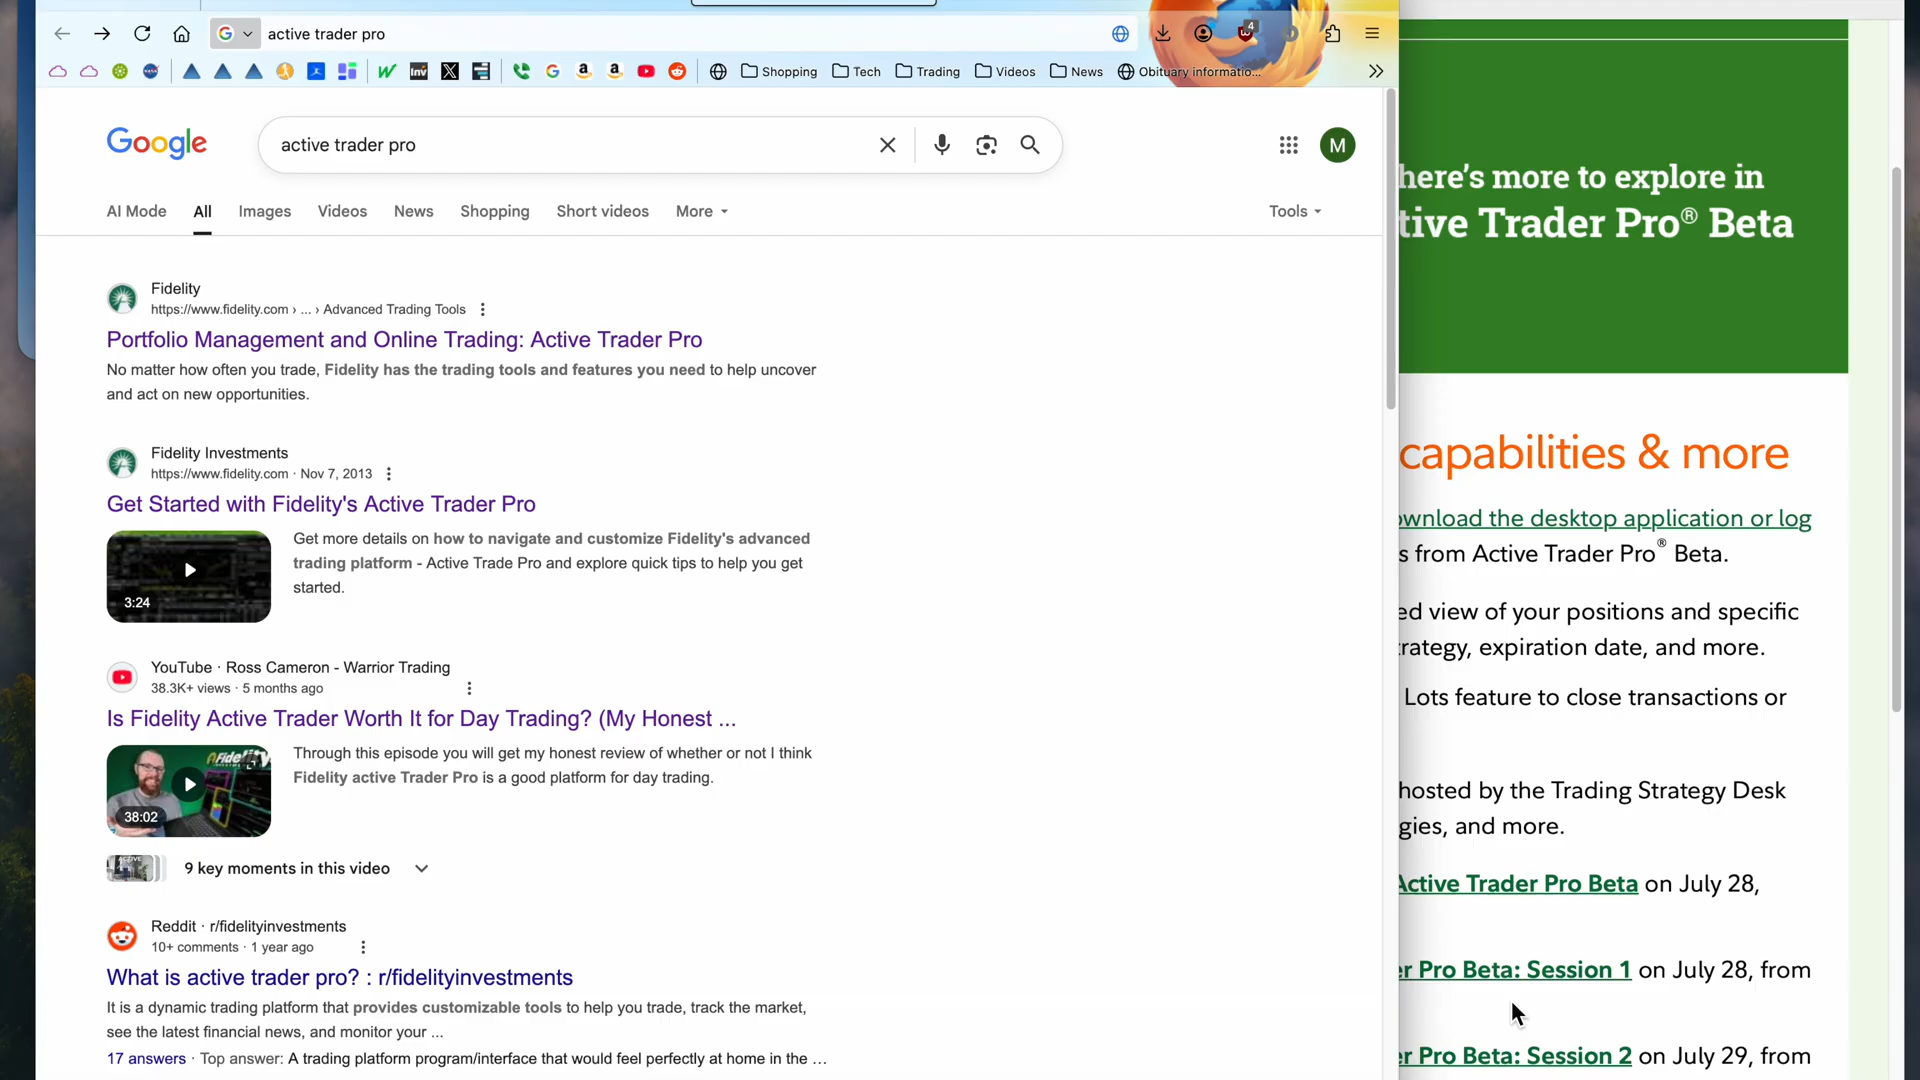 active trader pro
4
Shopping
Tech
Trading
Videos
News
Obituary informatio...
Google
active trader pro
M
AI Mode
All
Images
Videos
News
Shopping
Short videos
More
Tools
Fidelity
https://www.fidelity.com › ... › Advanced Trading Tools
Portfolio Management and Online Trading: Active Trader Pro
No matter how often you trade, Fidelity has the trading tools and features you need to help uncover
and act on new opportunities.
Fidelity Investments
https://www.fidelity.com · Nov 7, 2013
Get Started with Fidelity's Active Trader Pro
3:24
Get more details on how to navigate and customize Fidelity's advanced
trading platform - Active Trade Pro and explore quick tips to help you get
started.
YouTube · Ross Cameron - Warrior Trading
38.3K+ views · 5 months ago
Is Fidelity Active Trader Worth It for Day Trading? (My Honest ...
38:02
Through this episode you will get my honest review of whether or not I think
Fidelity active Trader Pro is a good platform for day trading.
9 key moments in this video
Reddit · r/fidelityinvestments
10+ comments · 1 year ago
What is active trader pro? : r/fidelityinvestments
It is a dynamic trading platform that provides customizable tools to help you trade, track the market,
see the latest financial news, and monitor your ...
17 answers · Top answer: A trading platform program/interface that would feel perfectly at home in the ...
here's more to explore in
tive Trader Pro® Beta
capabilities & more
ownload the desktop application or log
s from Active Trader Pro® Beta.
ed view of your positions and specific
rategy, expiration date, and more.
Lots feature to close transactions or
hosted by the Trading Strategy Desk
gies, and more.
Active Trader Pro Beta on July 28,
er Pro Beta: Session 1 on July 28, from
er Pro Beta: Session 2 on July 29, from